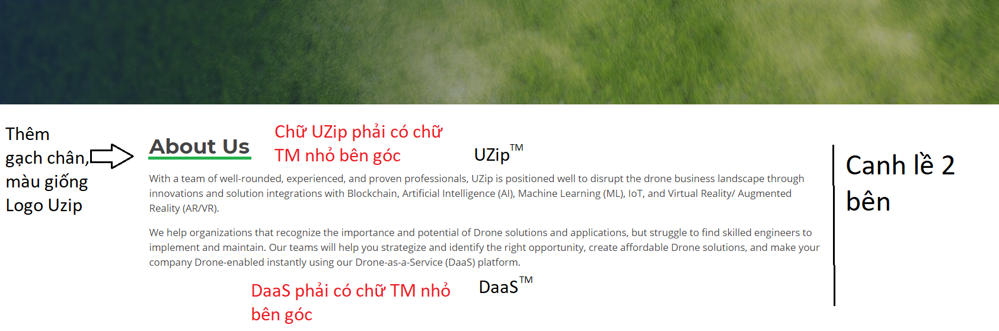 Thêm
gạch chân,
màu giống
Logo Uzip
About Us
Chữ UZip phải có chữ
TM nhỏ bên góc
UZip™
With a team of well-rounded, experienced, and proven professionals, UZip is positioned well to disrupt the drone business landscape through
innovations and solution integrations with Blockchain, Artificial Intelligence (AI), Machine Learning (ML), IoT, and Virtual Reality/ Augmented
Reality (AR/VR).
We help organizations that recognize the importance and potential of Drone solutions and applications, but struggle to find skilled engineers to
implement and maintain. Our teams will help you strategize and identify the right opportunity, create affordable Drone solutions, and make your
company Drone-enabled instantly using our Drone-as-a-Service (DaaS) platform.
DaaS phải có chữ TM nhỏ
bên góc
DaaS™
Canh lề 2
bên